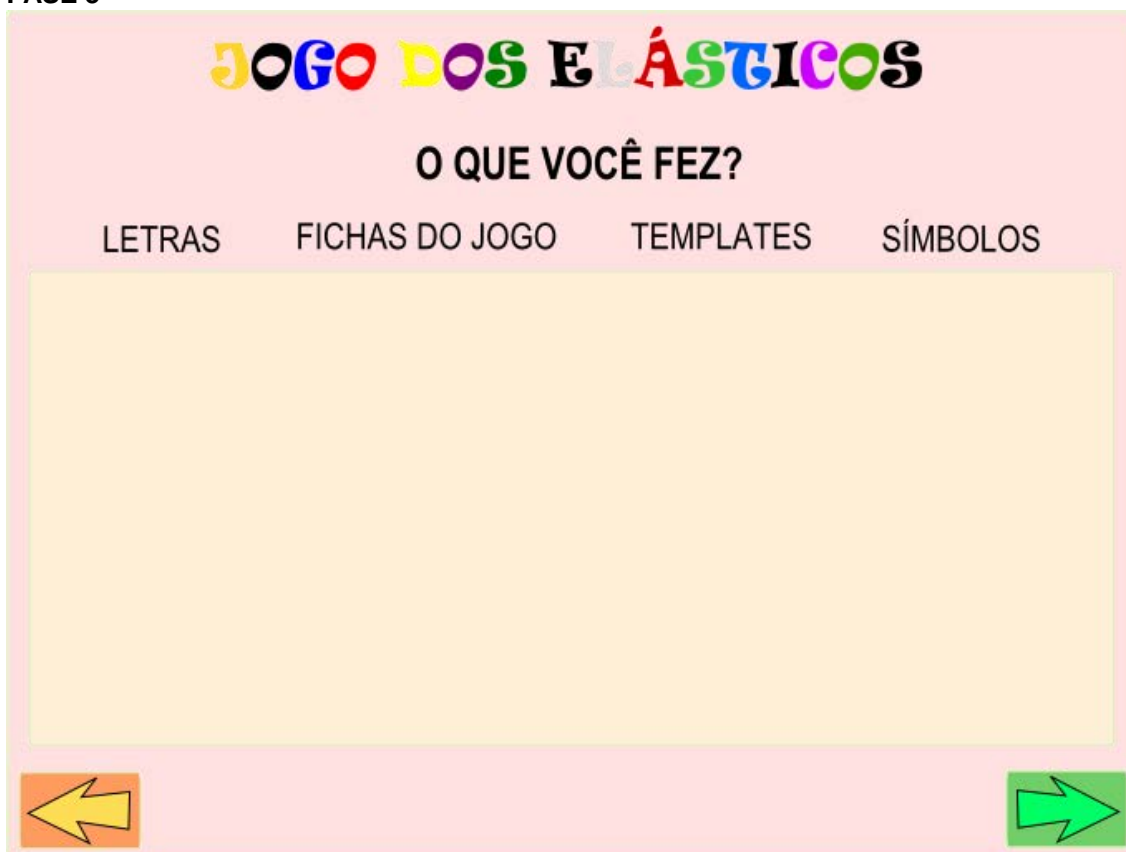 JOGO DOS ELÁSTICOS
O QUE VOCÊ FEZ?
LETRAS FICHAS DO JOGO TEMPLATES SÍMBOLOS